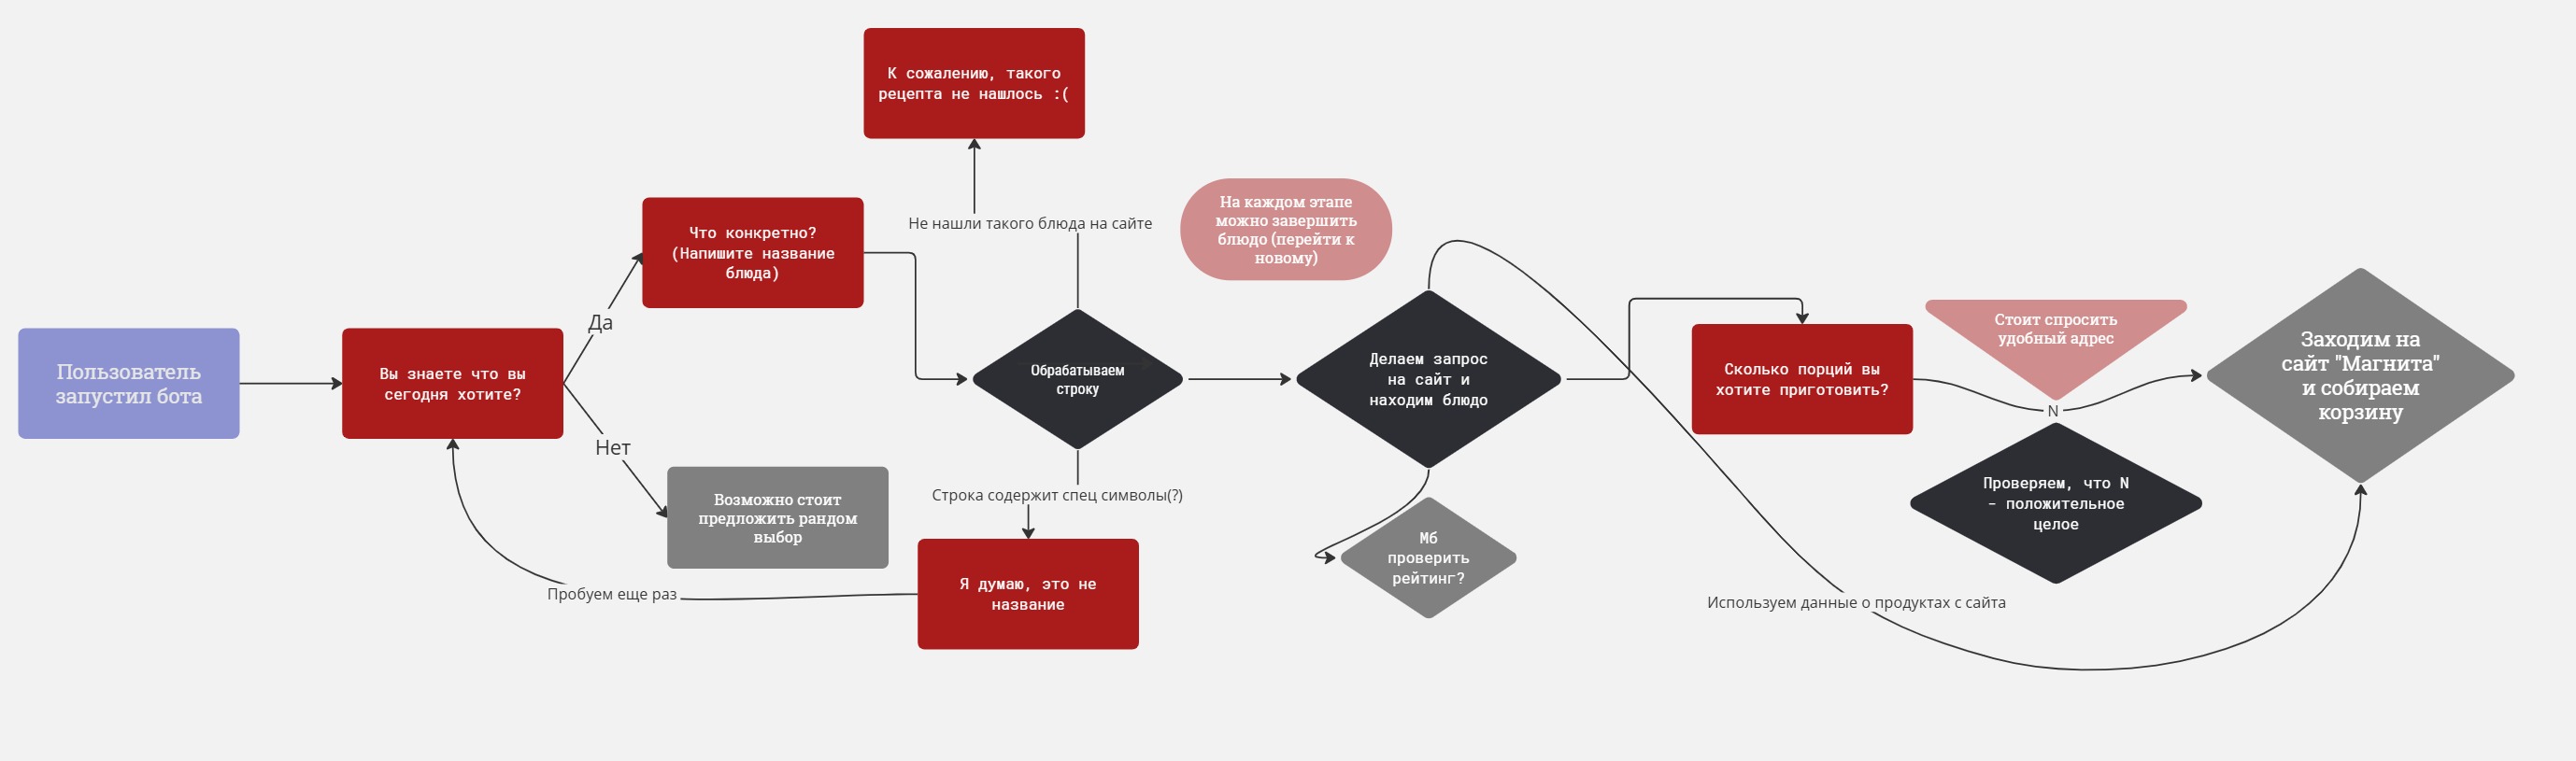 К сожалению, такого
рецепта не нашлось :(
Не нашли такого блюда на сайте
На каждом этапе
можно завершить
блюдо (перейти к
новому)
Что конкретно?
(Напишите название
блюда)
Да
Пользователь
запустил бота
Вы знаете что вы
сегодня хотите?
Нет
Возможно стоит
предложить рандом
выбор
Обрабатываем
строку
Строка содержит спец символы(?)
Я думаю, это не
название
Пробуем еще раз
Делаем запрос
на сайт и
находим блюдо
Мб
проверить
рейтинг?
Сколько порций вы
хотите приготовить?
Стоит спросить
удобный адрес
N
Проверяем, что N
- положительное
целое
Используем данные о продуктах с сайта
Заходим на
сайт "Магнита"
и собираем
корзину